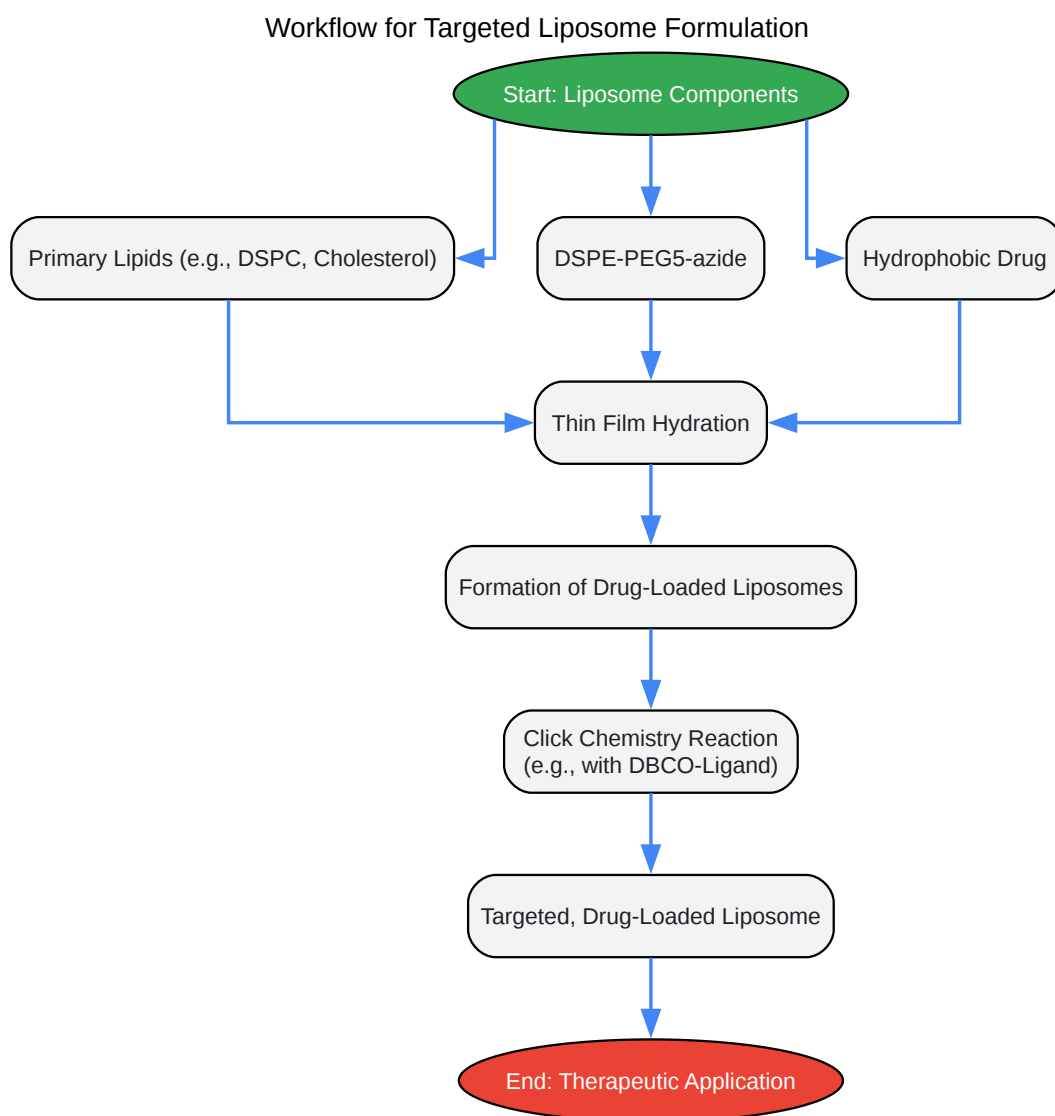 Workflow for Targeted Liposome Formulation
Start: Liposome Components
Primary Lipids (e.g., DSPC, Cholesterol)
DSPE-PEG5-azide
Hydrophobic Drug
Thin Film Hydration
Formation of Drug-Loaded Liposomes
Click Chemistry Reaction
(e.g., with DBCO-Ligand)
Targeted, Drug-Loaded Liposome
End: Therapeutic Application